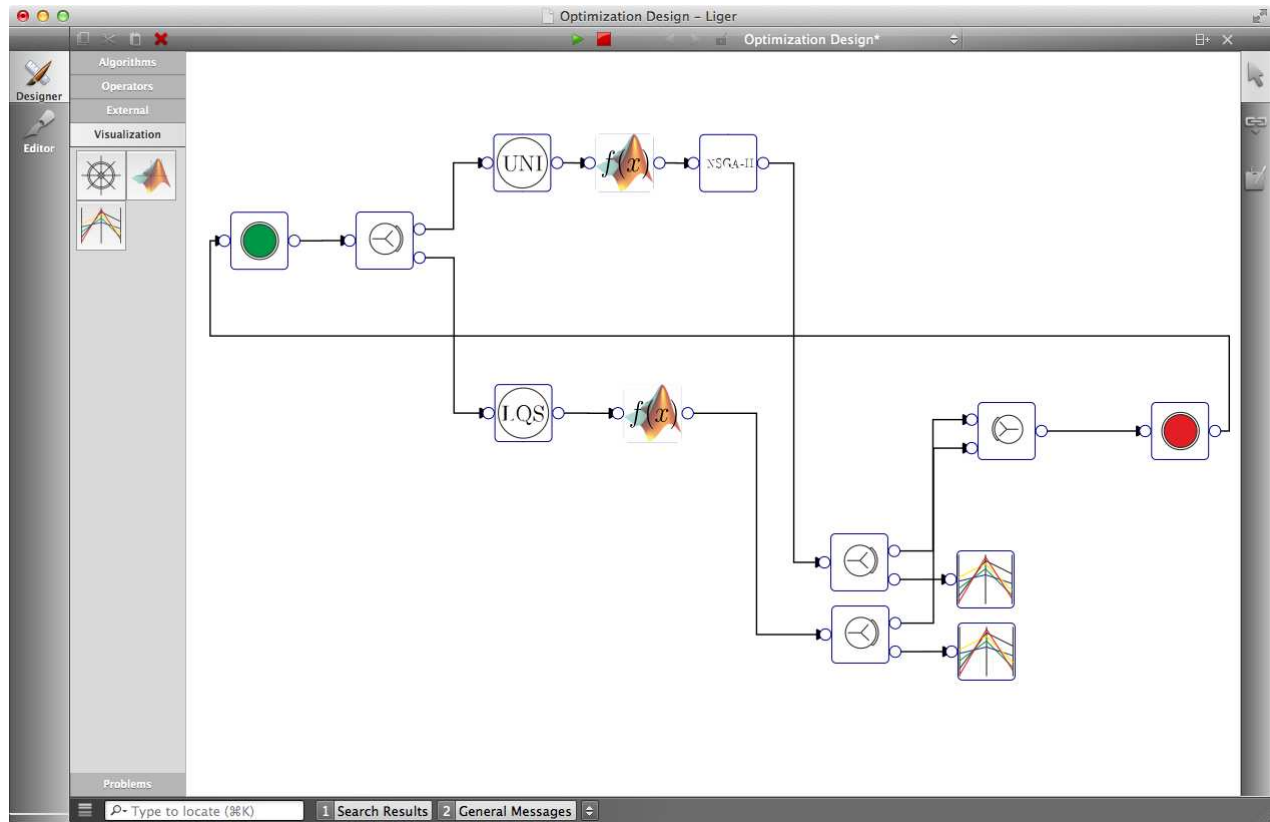 Optimization Design – Liger
Optimization Design*
Designer
Editor
Algorithms
Operators
External
Visualization
UNI
f(x)
NSGA-II
LQS
f(x)
Problems
Type to locate (⌘K)
1 Search Results
2 General Messages